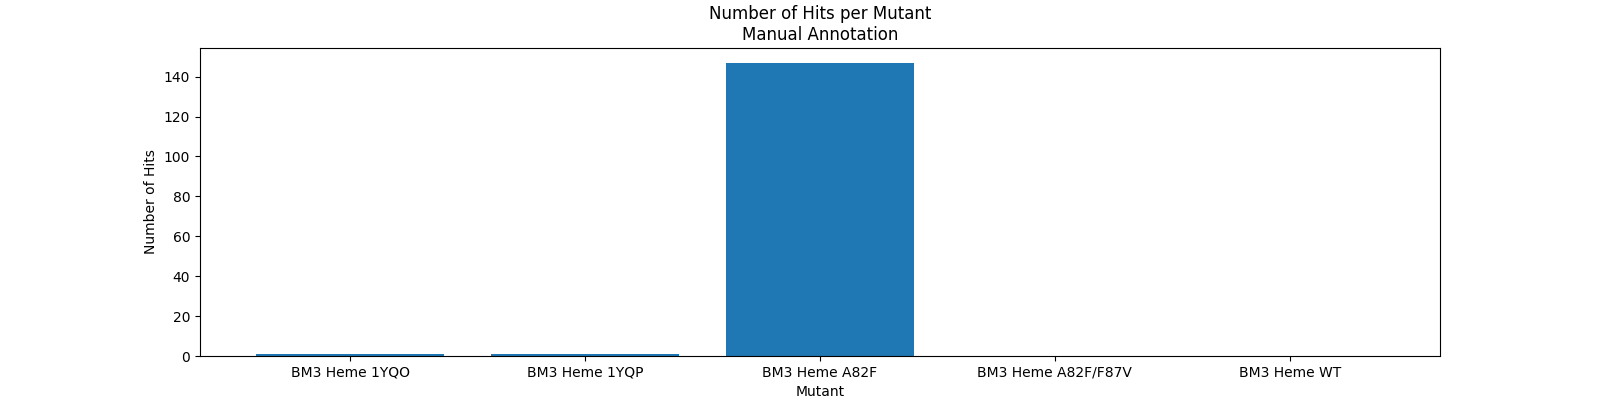 Number of Hits per Mutant
Manual Annotation
140
120
100
80
60
40
20
0
Number of Hits
BM3 Heme 1YQO
BM3 Heme 1YQP
BM3 Heme A82F
BM3 Heme A82F/F87V
BM3 Heme WT
Mutant